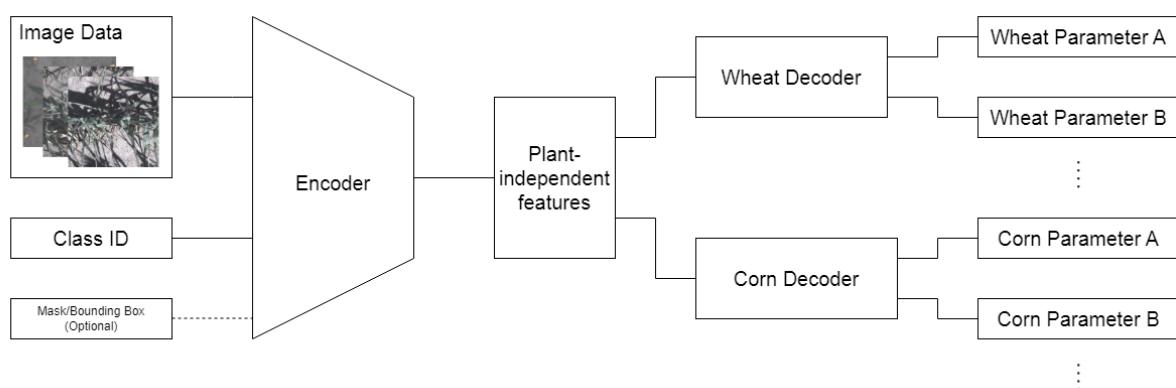 Image Data
Class ID
Mask/Bounding Box
(Optional)
Encoder
Plant-
independent
features
Wheat Decoder
Corn Decoder
Wheat Parameter A
Wheat Parameter B
Corn Parameter A
Corn Parameter B